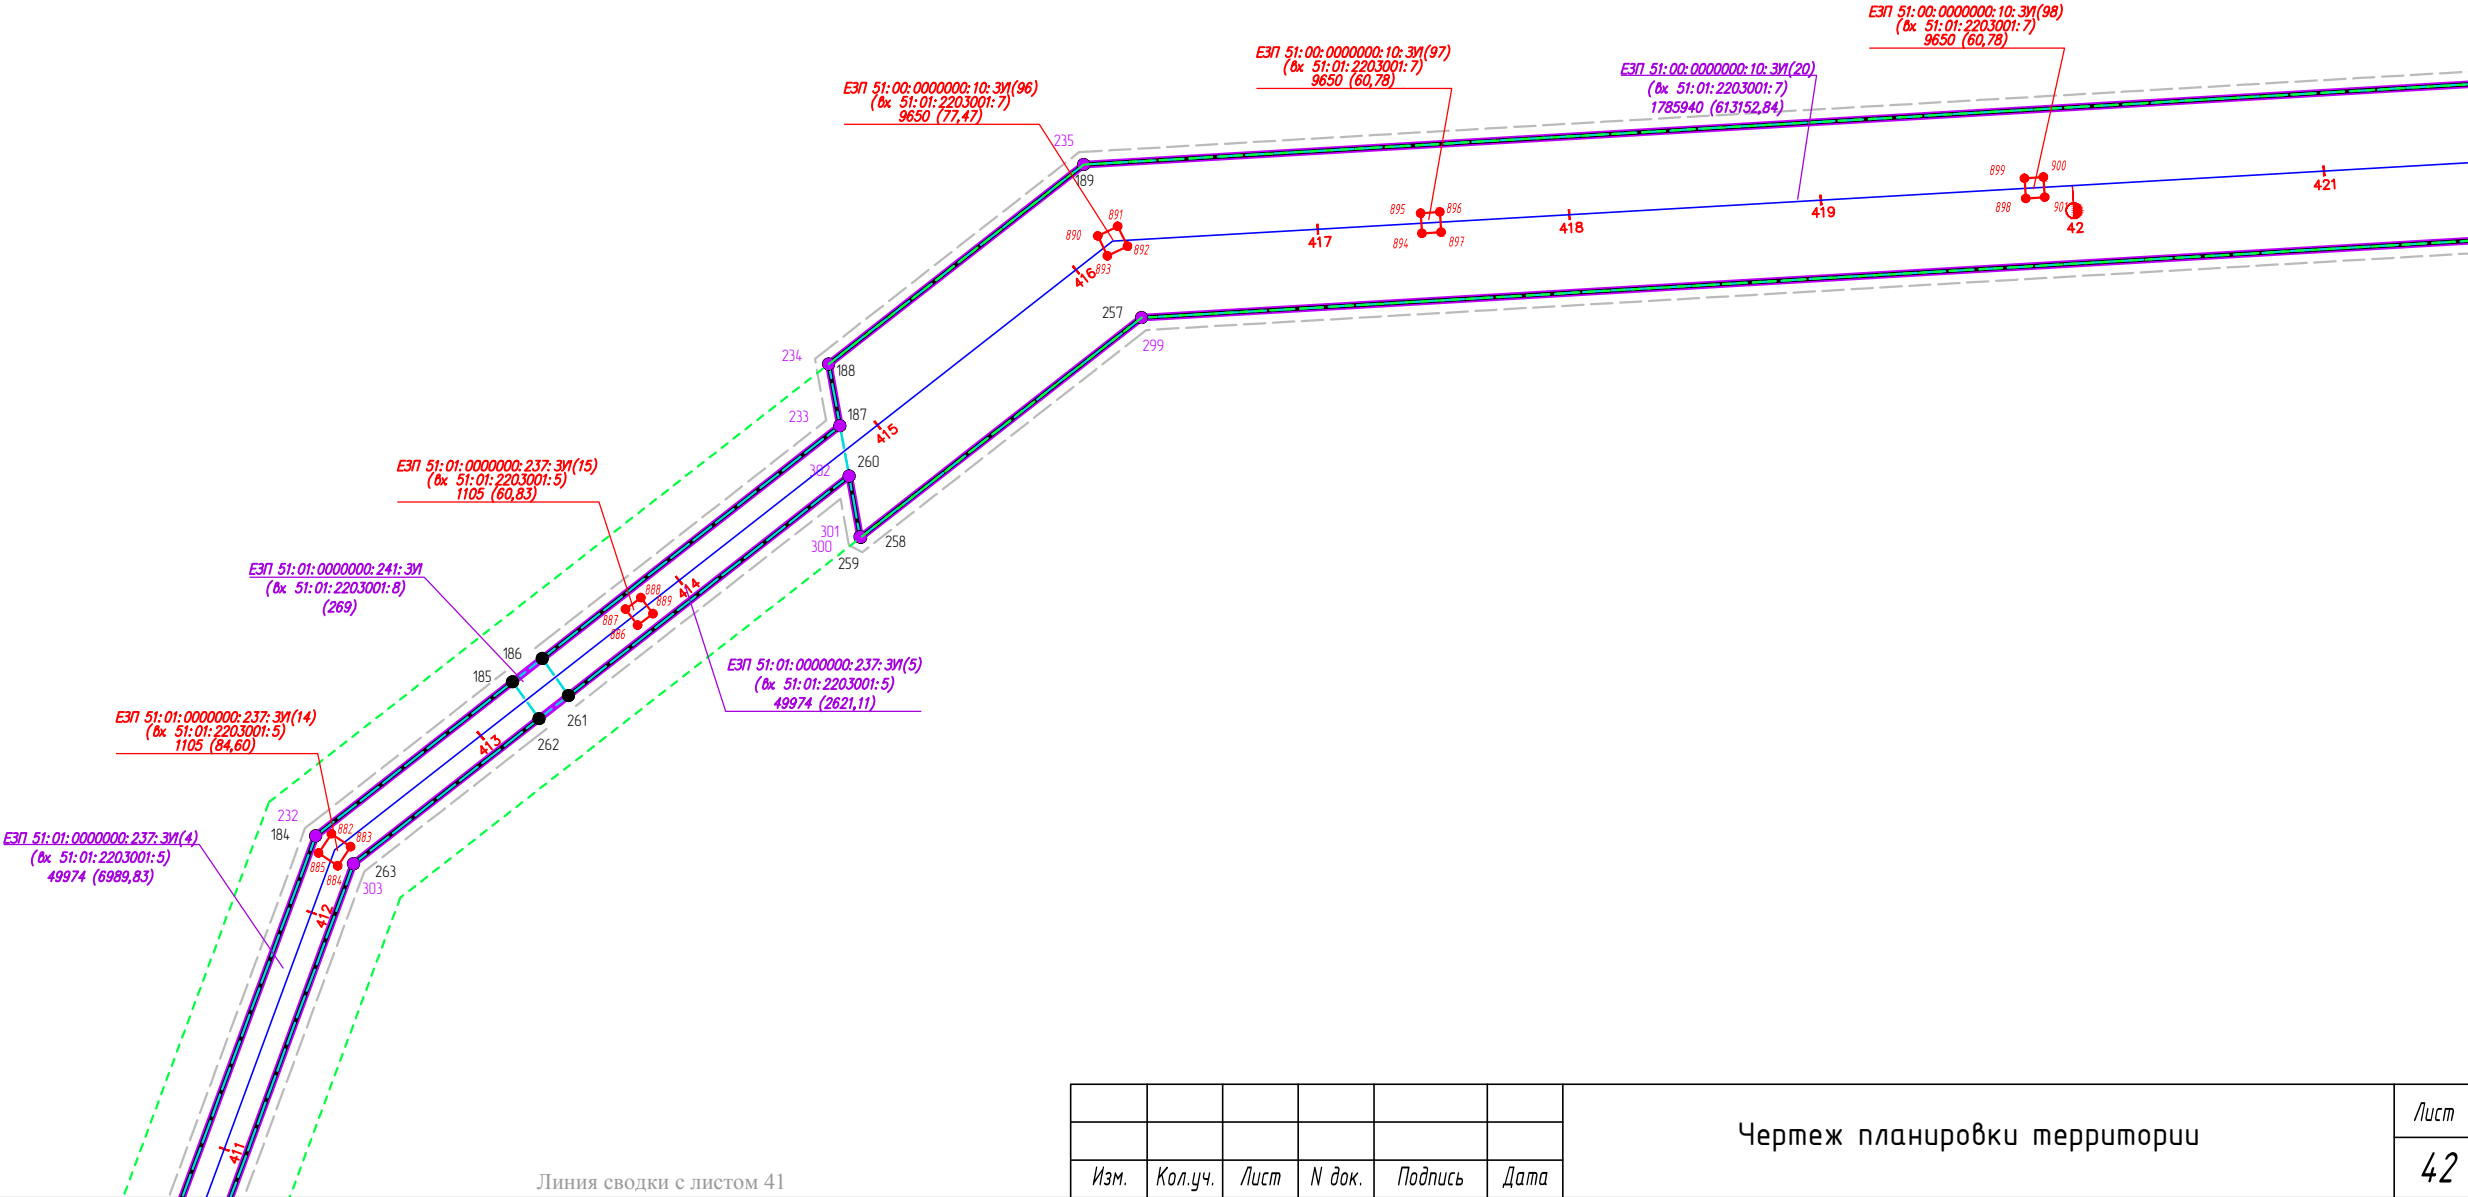 ЕЗП 51:00:0000000:10:ЗУ1(98)
(вх 51:01:2203001:7)
9650 (60,78)
ЕЗП 51:00:0000000:10:ЗУ1(97)
(вх 51:01:2203001:7)
9650 (60,78)
ЕЗП 51:00:0000000:10:ЗУ1(20)
(вх 51:01:2203001:7)
1785940 (613152,84)
ЕЗП 51:00:0000000:10:ЗУ1(96)
(вх 51:01:2203001:7)
9650 (77,47)
235
189
899
900
898
901
42
421
419
418
417
895
896
894
897
891
890
892
893
416
257
299
234
188
233
187
415
260
302
ЕЗП 51:01:0000000:237:ЗУ1(15)
(вх 51:01:2203001:5)
1105 (60,83)
301
300
258
259
ЕЗП 51:01:0000000:241:ЗУ1
(вх 51:01:2203001:8)
(269)
414
888
889
887
886
186
185
ЕЗП 51:01:0000000:237:ЗУ1(5)
(вх 51:01:2203001:5)
49974 (2621,11)
261
262
413
ЕЗП 51:01:0000000:237:ЗУ1(14)
(вх 51:01:2203001:5)
1105 (84,60)
232
184
882
883
885
884
263
303
ЕЗП 51:01:0000000:237:ЗУ1(4)
(вх 51:01:2203001:5)
49974 (6989,83)
412
411
Линия сводки с листом 41
Изм. Кол.уч. Лист N док. Подпись Дата
Чертеж планировки территории
Лист
42